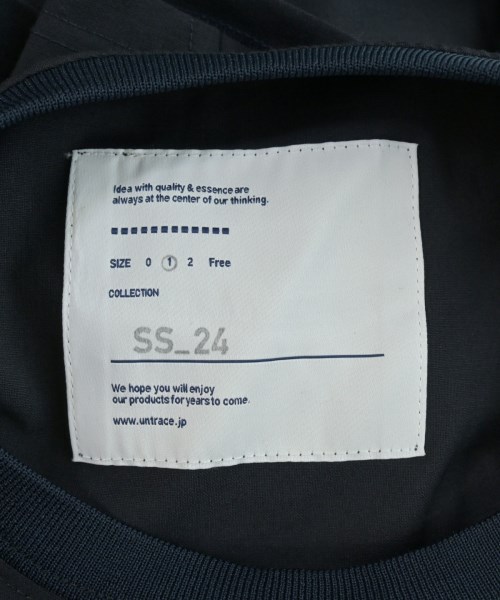 Idea with quality & essence are
always at the center of our thinking.
SIZE 0 1 2 Free
COLLECTION
SS_24
We hope you will enjoy
our products for years to come.
www.untrace.jp